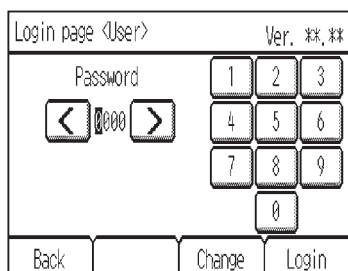 Login page <User> Ver. **.**
Password
< 0000 >
1 2 3
4 5 6
7 8 9
0
Back Change Login